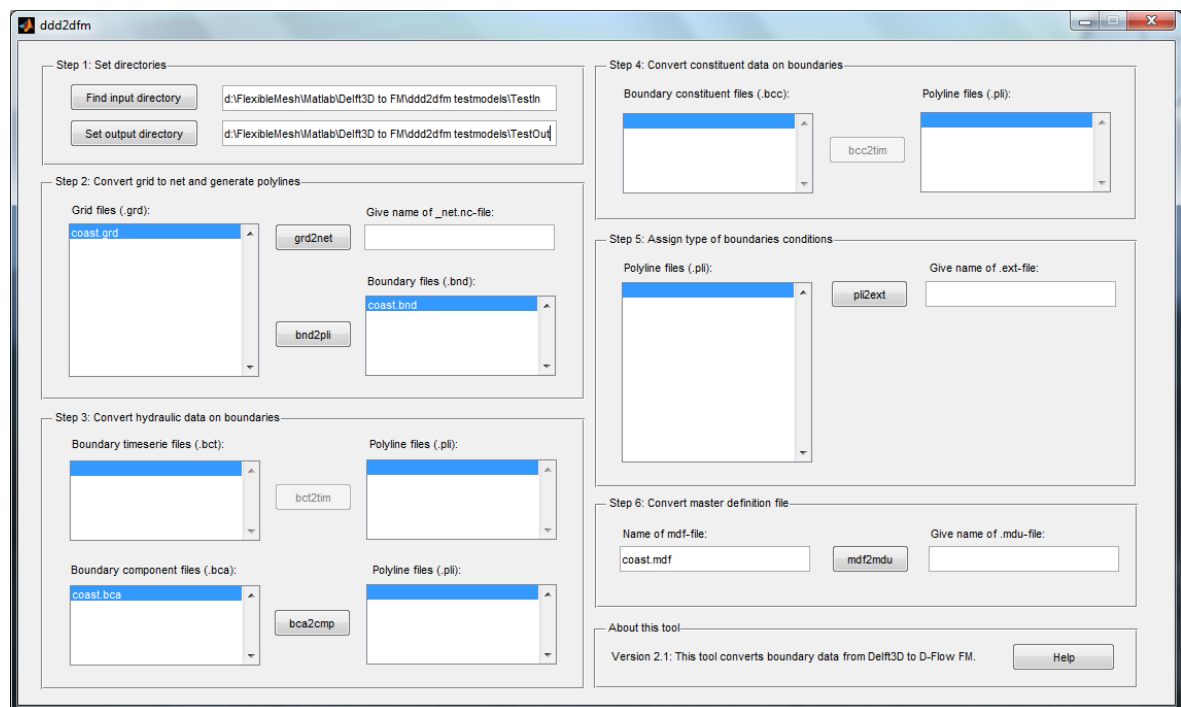 ddd2dfm
Step 1: Set directories
Find input directory
d:\FlexibleMesh\Matlab\Delft3D to FM\ddd2dfm testmodels\TestIn
Set output directory
d:\FlexibleMesh\Matlab\Delft3D to FM\ddd2dfm testmodels\TestOut
Step 2: Convert grid to net and generate polylines
Grid files (.grd):
coast.grd
grd2net
Give name of _net.nc-file:
Boundary files (.bnd):
coast.bnd
bnd2pli
Step 3: Convert hydraulic data on boundaries
Boundary timeserie files (.bct):
bct2tim
Polyline files (.pli):
Boundary component files (.bca):
coast.bca
bca2cmp
Polyline files (.pli):
Step 4: Convert constituent data on boundaries
Boundary constituent files (.bcc):
bcc2tim
Polyline files (.pli):
Step 5: Assign type of boundaries conditions
Polyline files (.pli):
pli2ext
Give name of .ext-file:
Step 6: Convert master definition file
Name of mdf-file:
coast.mdf
mdf2mdu
Give name of .mdu-file:
About this tool
Version 2.1: This tool converts boundary data from Delft3D to D-Flow FM.
Help